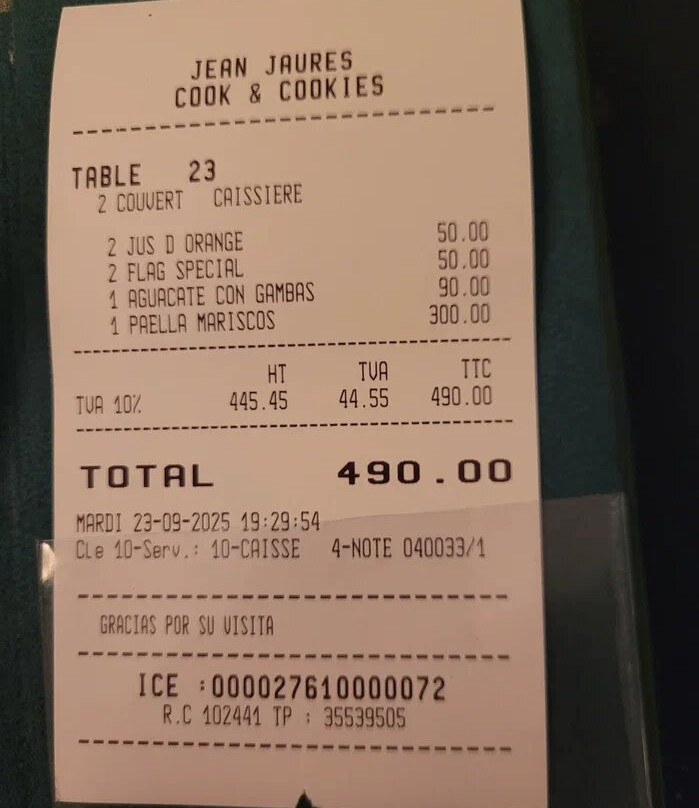 JEAN JAURES
COOK & COOKIES
TABLE 23
2 COUVERT CAISSIERE
2 JUS D ORANGE 50.00
2 FLAG SPECIAL 50.00
1 AGUACATE CON GAMBAS 90.00
1 PAELLA MARISCOS 300.00
HT TVA TTC
TVA 10% 445.45 44.55 490.00
TOTAL 490.00
MARDI 23-09-2025 19:29:54
CLe 10-Serv.: 10-CAISSE 4-NOTE 040033/1
GRACIAS POR SU VISITA
ICE :000027610000072
R.C 102441 TP : 35539505